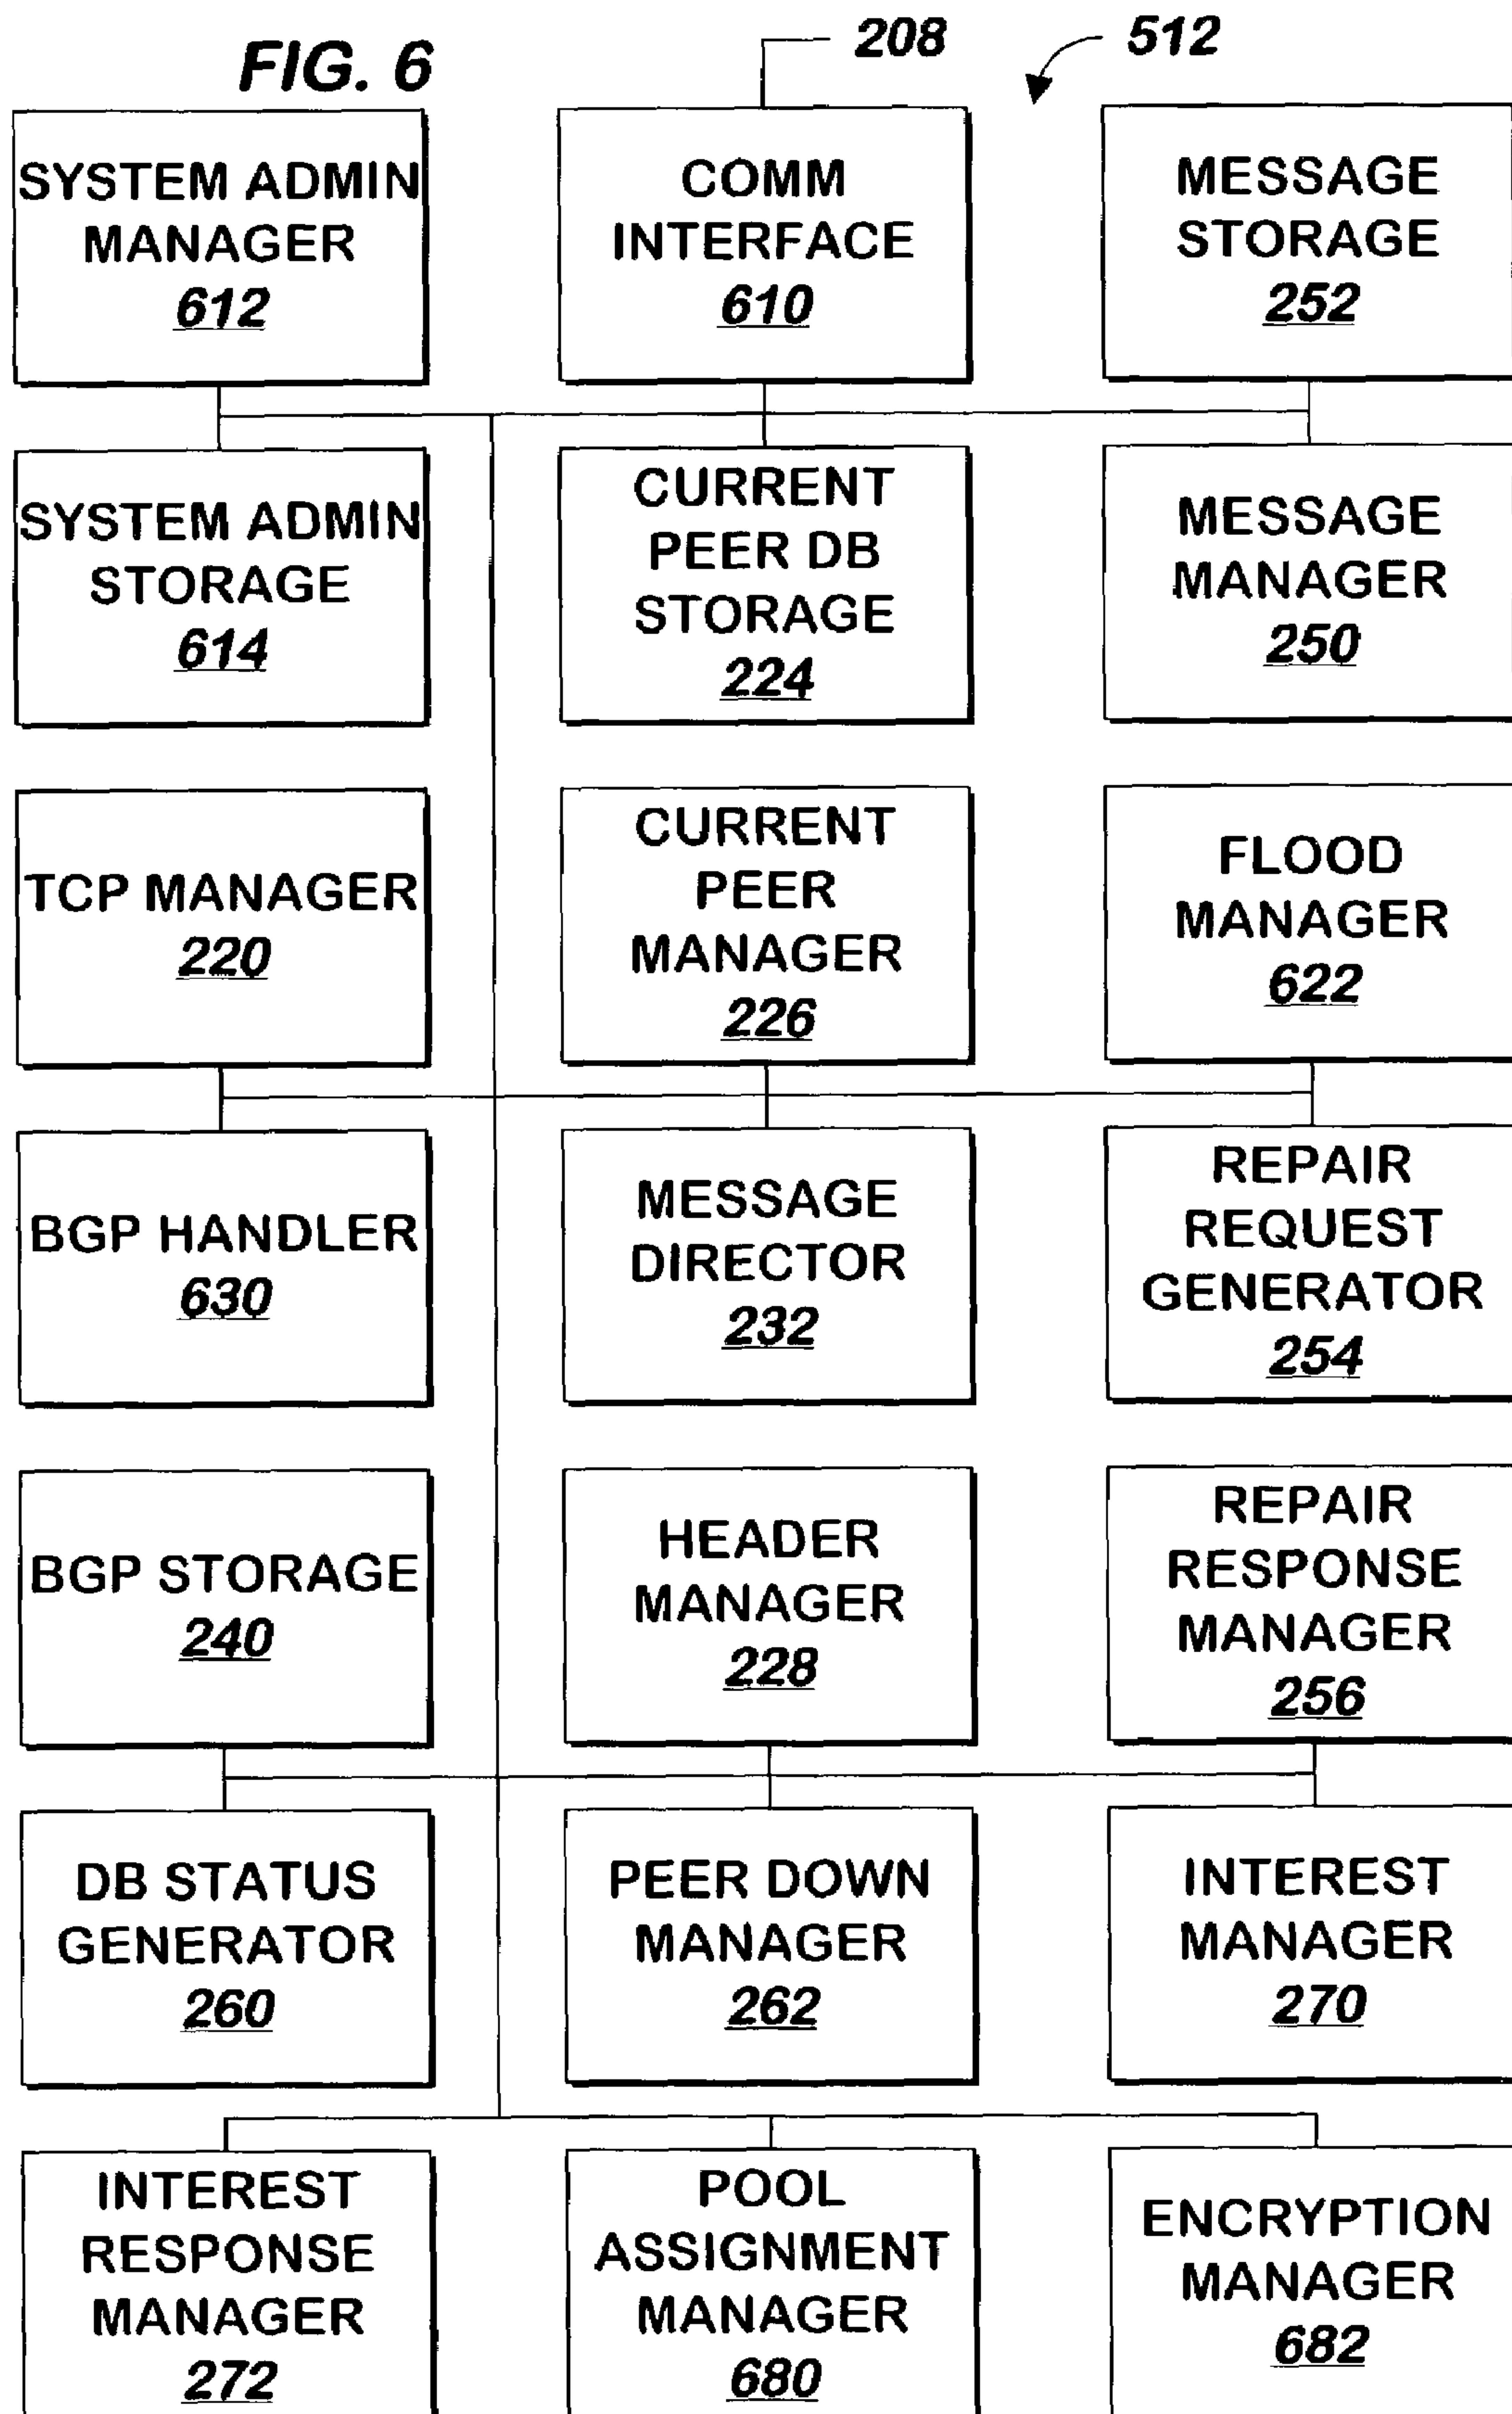 FIG. 6
208
512
SYSTEM ADMIN
MANAGER
612
COMM
INTERFACE
610
MESSAGE
STORAGE
252
SYSTEM ADMIN
STORAGE
614
CURRENT
PEER DB
STORAGE
224
MESSAGE
MANAGER
250
TCP MANAGER
220
CURRENT
PEER
MANAGER
226
FLOOD
MANAGER
622
BGP HANDLER
630
MESSAGE
DIRECTOR
232
REPAIR
REQUEST
GENERATOR
254
BGP STORAGE
240
HEADER
MANAGER
228
REPAIR
RESPONSE
MANAGER
256
DB STATUS
GENERATOR
260
PEER DOWN
MANAGER
262
INTEREST
MANAGER
270
INTEREST
RESPONSE
MANAGER
272
POOL
ASSIGNMENT
MANAGER
680
ENCRYPTION
MANAGER
682